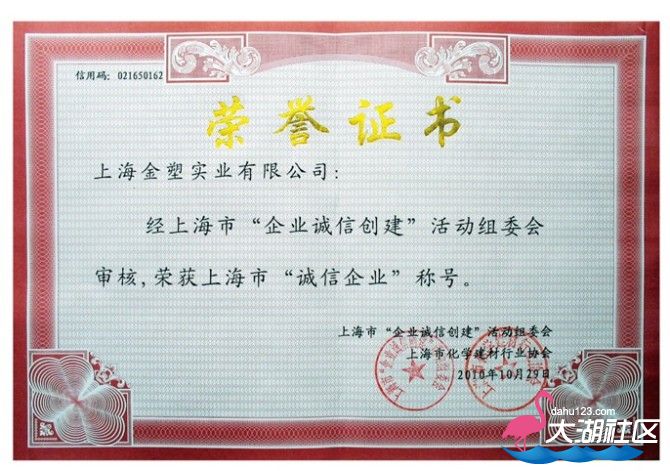 信用码：021650162
荣誉证书
上海金塑实业有限公司：
经上海市“企业诚信创建”活动组委会
审核，荣获上海市“诚信企业”称号。
上海市“企业诚信创建”活动组委会
上海市化学建材行业协会
2010年10月29日
dahu123.com
大湖社区